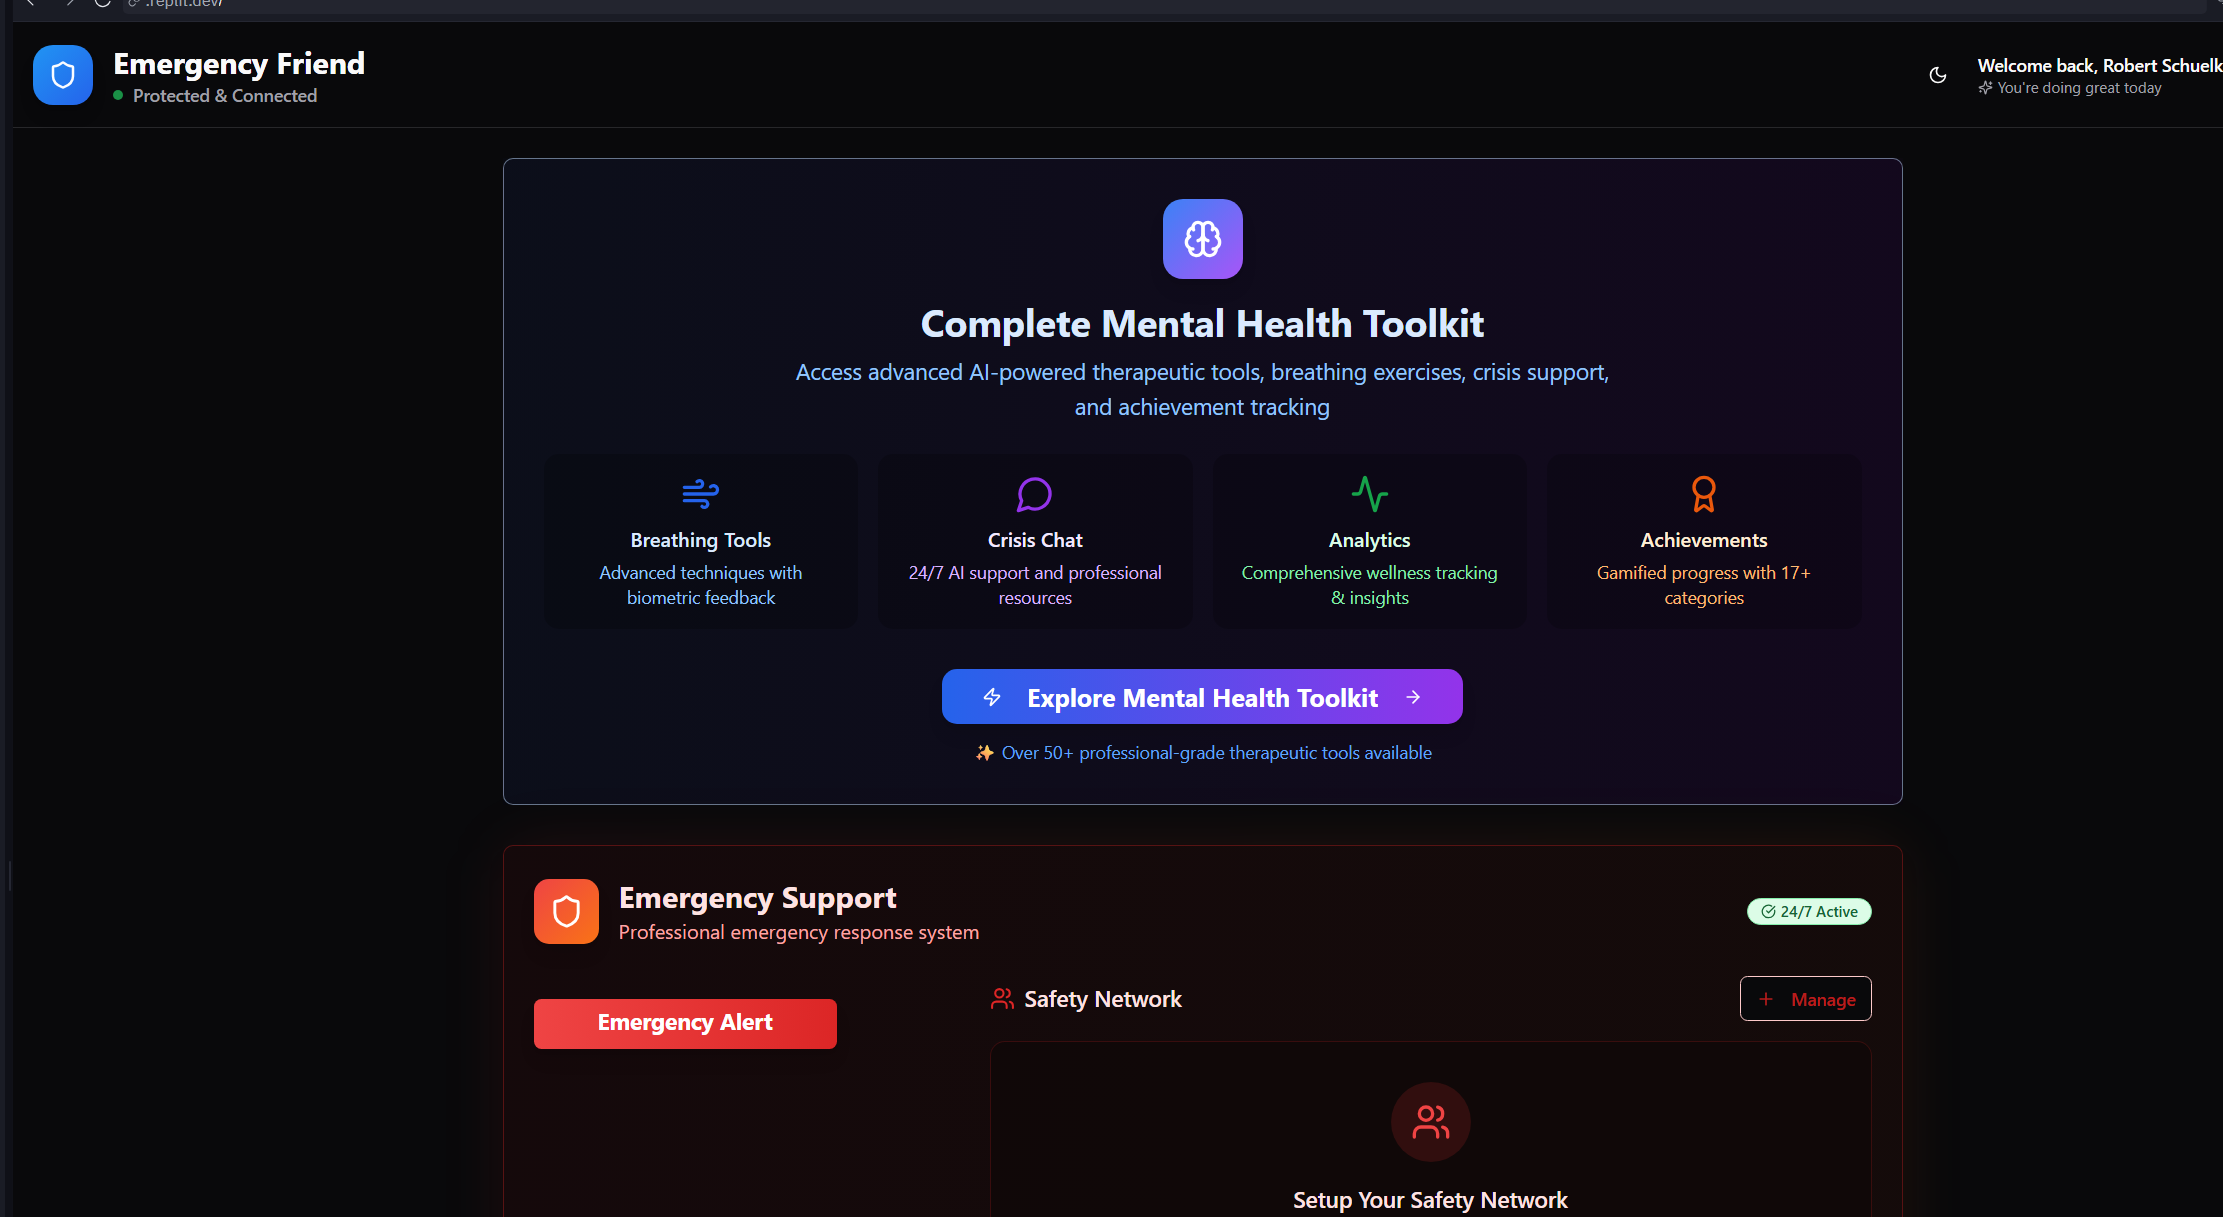 .replit.dev/
Emergency Friend
Protected & Connected
Welcome back, Robert Schuelk
You're doing great today
Complete Mental Health Toolkit
Access advanced AI-powered therapeutic tools, breathing exercises, crisis support,
and achievement tracking
Breathing Tools
Advanced techniques with
biometric feedback
Crisis Chat
24/7 AI support and professional
resources
Analytics
Comprehensive wellness tracking
& insights
Achievements
Gamified progress with 17+
categories
Explore Mental Health Toolkit
✨ Over 50+ professional-grade therapeutic tools available
Emergency Support
Professional emergency response system
24/7 Active
Emergency Alert
Safety Network
+ Manage
Setup Your Safety Network